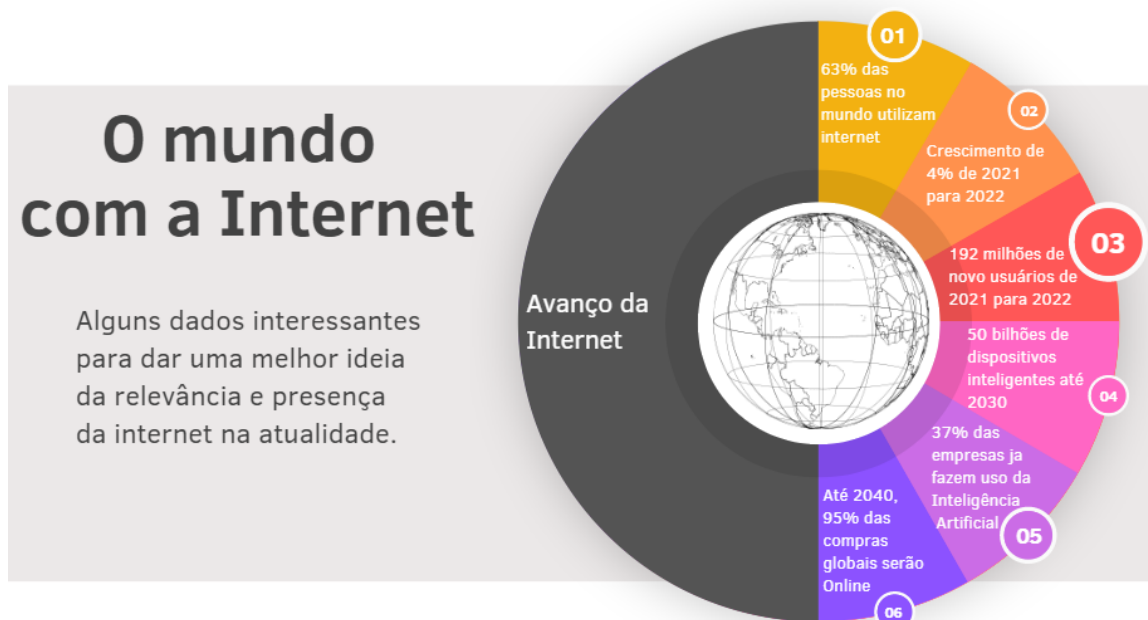 O mundo
com a Internet
Alguns dados interessantes
para dar uma melhor ideia
da relevância e presença
da internet na atualidade.
Avanço da
Internet
01
63% das
pessoas no
mundo utilizam
internet
02
Crescimento de
4% de 2021
para 2022
03
192 milhões de
novo usuários de
2021 para 2022
50 bilhões de
dispositivos
inteligentes até
2030
04
37% das
empresas ja
fazem uso da
Inteligência
Artificial
05
Até 2040,
95% das
compras
globais serão
Online
06